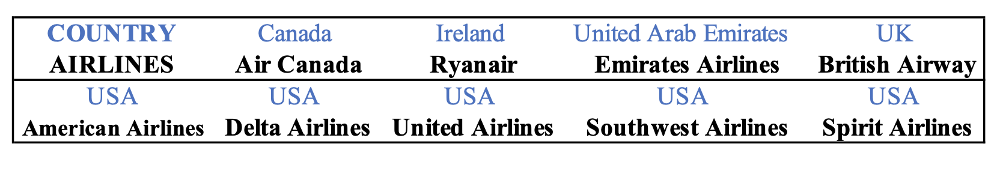 COUNTRY Canada Ireland United Arab Emirates UK
AIRLINES Air Canada Ryanair Emirates Airlines British Airway
USA USA USA USA USA
American Airlines Delta Airlines United Airlines Southwest Airlines Spirit Airlines